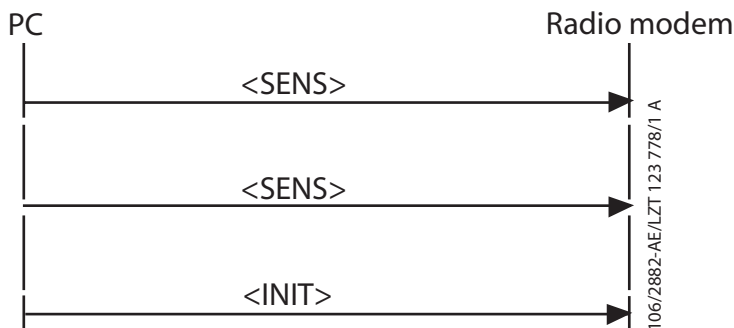 PC
Radio modem
<SENS>
<SENS>
<INIT>
106/2882-AE/LZT 123 778/1 A